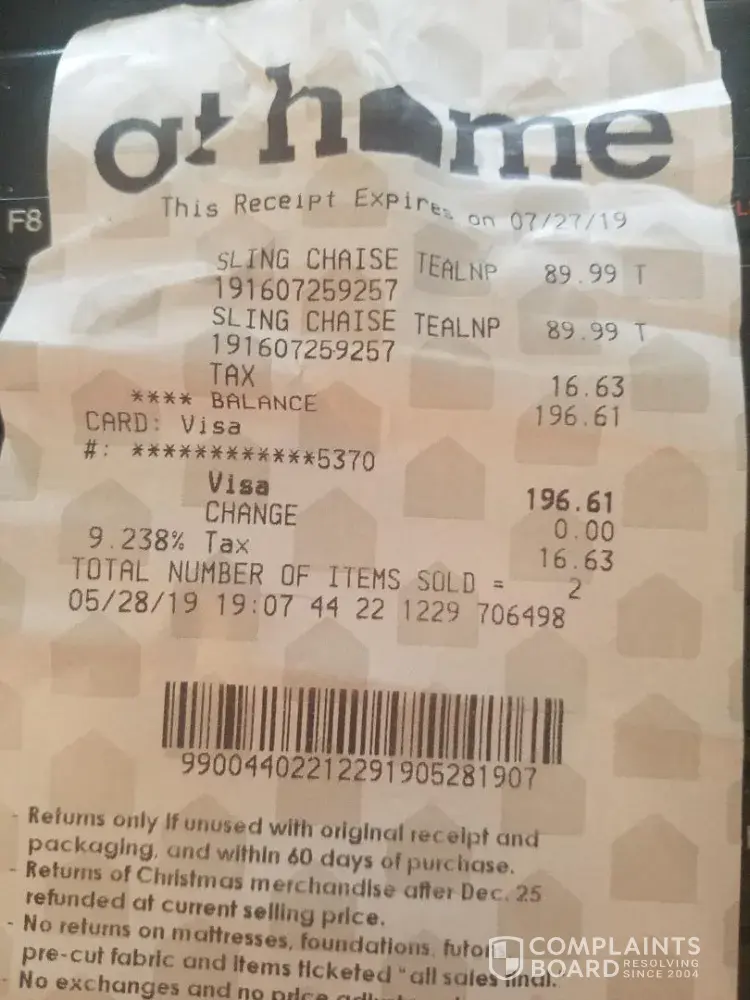 at home
This Receipt Expires on 07/27/19
F8
SLING CHAISE TEALNP 89.99 T
191607259257
SLING CHAISE TEALNP 89.99 T
191607259257
TAX 16.63
**** BALANCE 196.61
CARD: Visa
#: ************5370
Visa 196.61
CHANGE 0.00
9.238% Tax 16.63
TOTAL NUMBER OF ITEMS SOLD = 2
05/28/19 19:07 44 22 1229 706498
99004402212291905281907
- Returns only if unused with original receipt and
packaging, and within 60 days of purchase.
- Returns of Christmas merchandise after Dec. 25
refunded at current selling price.
- No returns on mattresses, foundations, futon
pre-cut fabric and items ticketed "all sales final.
- No exchanges and no price
COMPLAINTS
BOARD RESOLVING
SINCE 2004